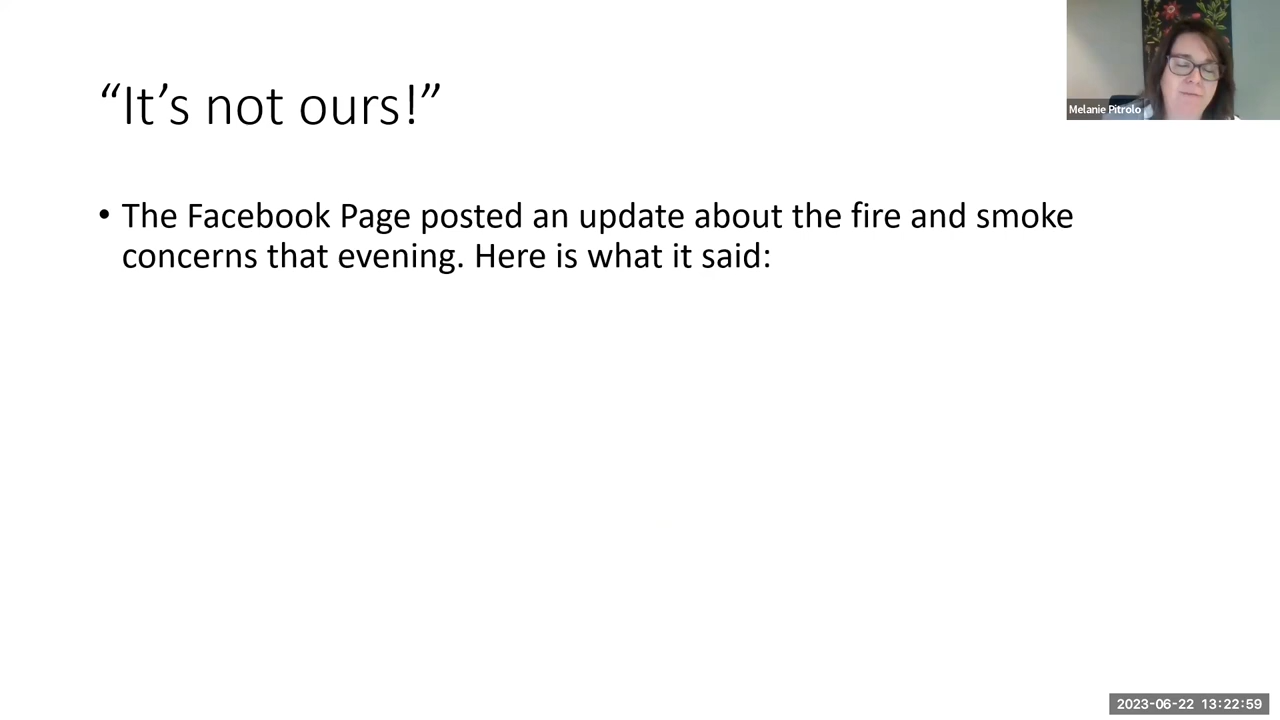 “It’s not ours!”
Melanie Pitrolo
• The Facebook Page posted an update about the fire and smoke
concerns that evening. Here is what it said:
2023-06-22 13:22:59